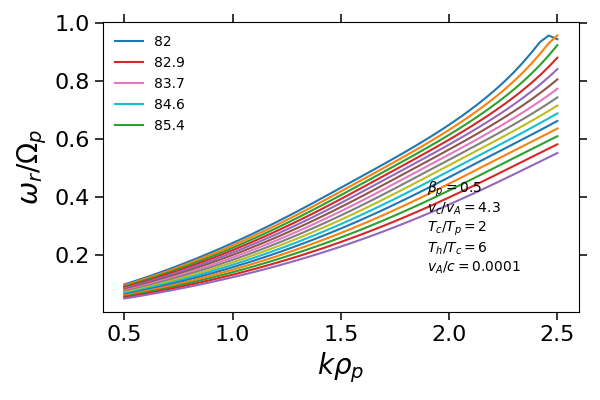 1.0
0.8
0.6
0.4
0.2
ω_r/Ω_p
82
82.9
83.7
84.6
85.4
β_p = 0.5
v_c/v_A = 4.3
T_c/T_p = 2
T_h/T_c = 6
v_A/c = 0.0001
0.5 1.0 1.5 2.0 2.5
kρ_p